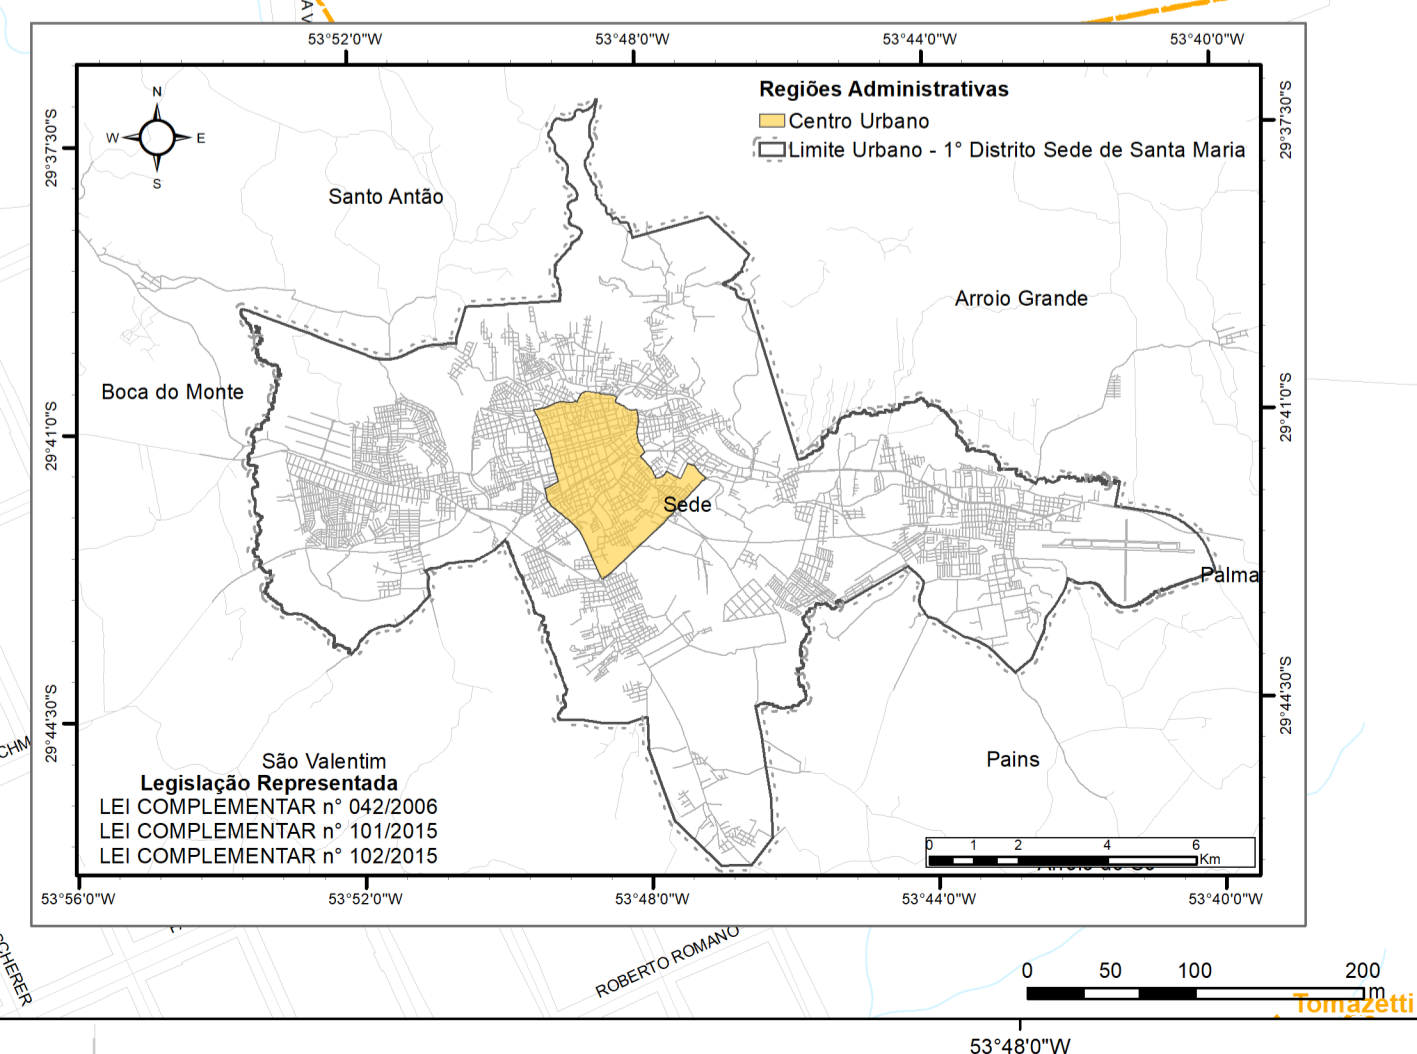 AV
53°52'0"W
53°48'0"W
53°44'0"W
53°40'0"W
29°37'30"S
29°37'30"S
N
W
E
S
Regiões Administrativas
Centro Urbano
Limite Urbano - 1° Distrito Sede de Santa Maria
Santo Antão
Arroio Grande
Boca do Monte
29°41'0"S
29°41'0"S
Sede
Palma
29°44'30"S
29°44'30"S
CHM
São Valentim
Pains
Legislação Representada
LEI COMPLEMENTAR n° 042/2006
LEI COMPLEMENTAR n° 101/2015
LEI COMPLEMENTAR n° 102/2015
0 1 2 4 6
Km
53°56'0"W
53°52'0"W
53°48'0"W
53°44'0"W
53°40'0"W
CHERER
ROBERTO ROMANO
0 50 100 200
m
Tomazetti
53°48'0"W